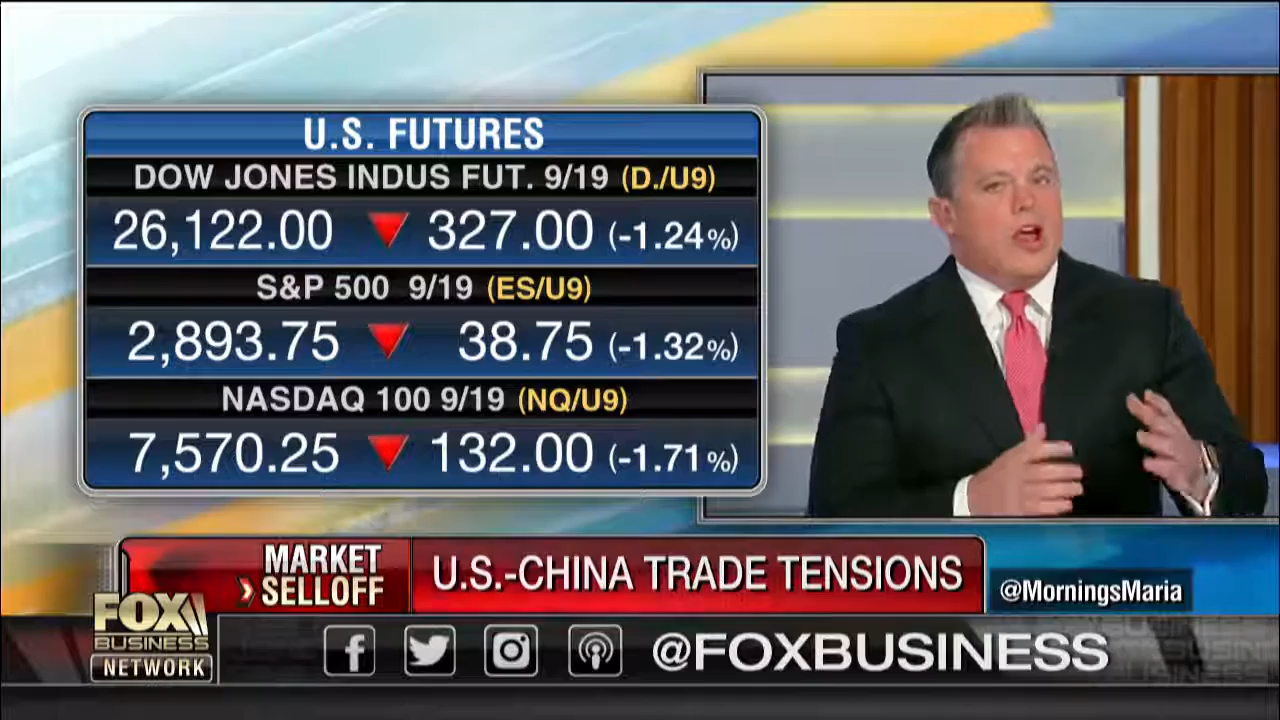 U.S. FUTURES
DOW JONES INDUS FUT. 9/19 (D./U9)
26,122.00 ▼ 327.00 (-1.24%)
S&P 500 9/19 (ES/U9)
2,893.75 ▼ 38.75 (-1.32%)
NASDAQ 100 9/19 (NQ/U9)
7,570.25 ▼ 132.00 (-1.71%)
MARKET
SELLOFF
U.S.-CHINA TRADE TENSIONS
@MorningsMaria
FOX
BUSINESS
NETWORK
@FOXBUSINESS